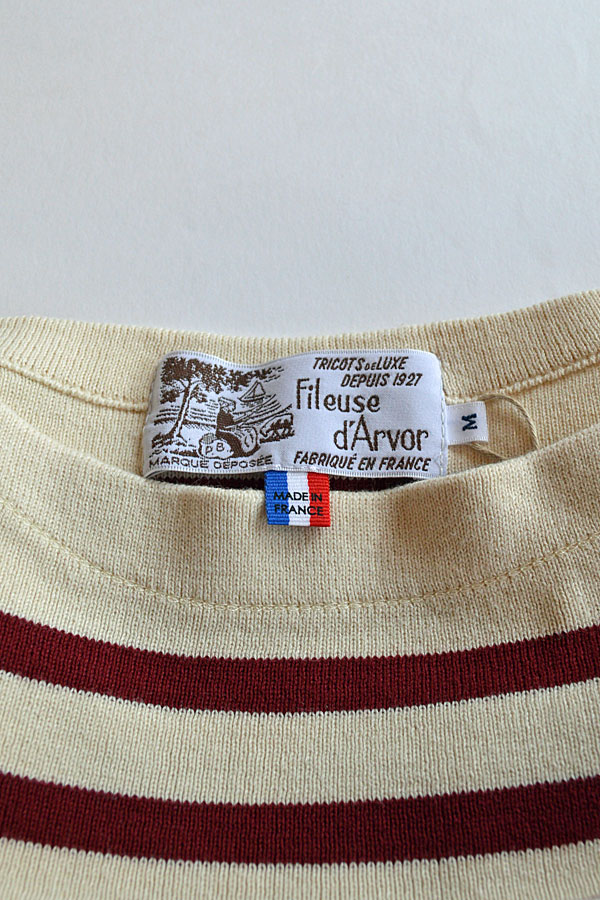 TRICOTS DE LUXE
DEPUIS 1927
Fileuse
d'Arvor
P B
MARQUE DÉPOSÉE
FABRIQUÉ EN FRANCE
M
MADE IN
FRANCE